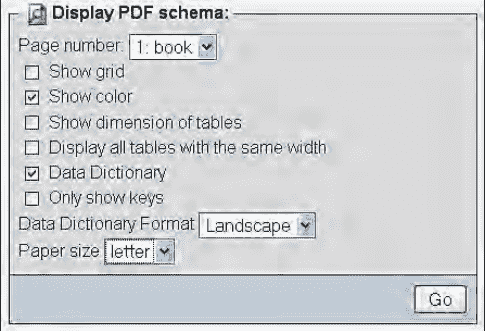 Display PDF schema:
Page number: 1: book
Show grid
Show color
Show dimension of tables
Display all tables with the same width
Data Dictionary
Only show keys
Data Dictionary Format Landscape
Paper size letter
Go